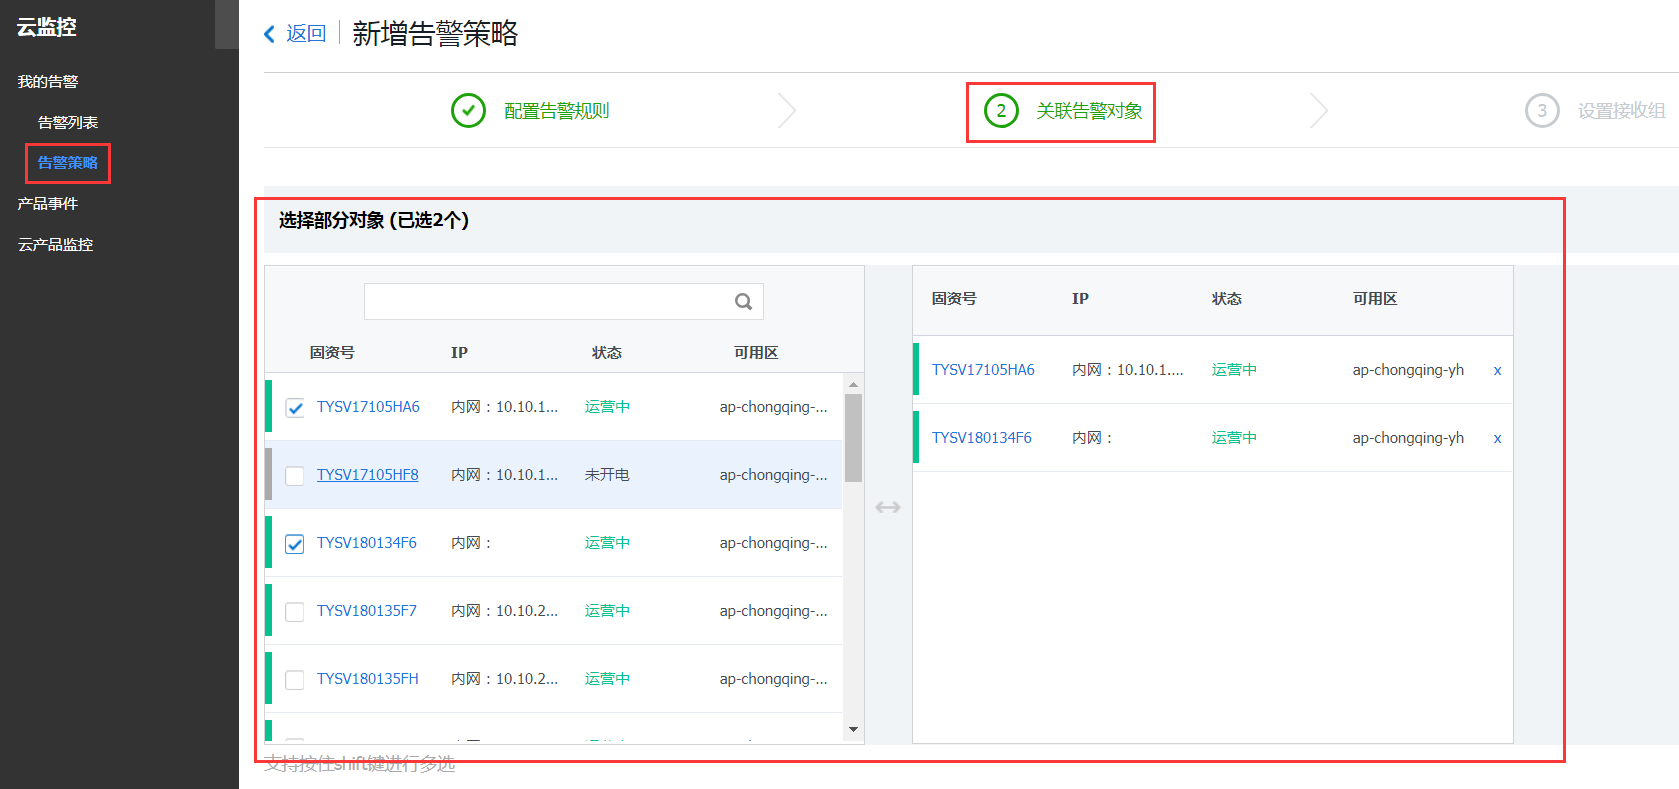 云监控
我的告警
告警列表
告警策略
产品事件
云产品监控
返回 新增告警策略
配置告警规则
2 关联告警对象
3 设置接收组
选择部分对象 (已选2个)
固资号 IP 状态 可用区
TYSV17105HA6 内网：10.10.1... 运营中 ap-chongqing-...
TYSV17105HF8 内网：10.10.1... 未开电 ap-chongqing-...
TYSV180134F6 内网： 运营中 ap-chongqing-...
TYSV180135F7 内网：10.10.2... 运营中 ap-chongqing-...
TYSV180135FH 内网：10.10.2... 运营中 ap-chongqing-...
固资号 IP 状态 可用区
TYSV17105HA6 内网：10.10.1.... 运营中 ap-chongqing-yh x
TYSV180134F6 内网： 运营中 ap-chongqing-yh x
支持按住shift键进行多选